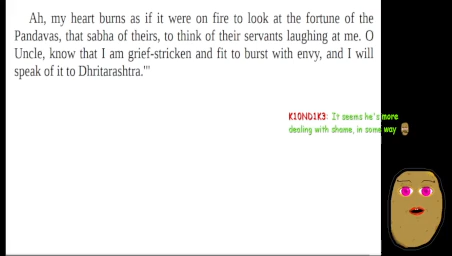 Ah, my heart burns as if it were on fire to look at the fortune of the
Pandavas, that sabha of theirs, to think of their servants laughing at me. O
Uncle, know that I am grief-stricken and fit to burst with envy, and I will
speak of it to Dhritarashtra.'"
K10ND1K3: It seems he's more
dealing with shame, in some way